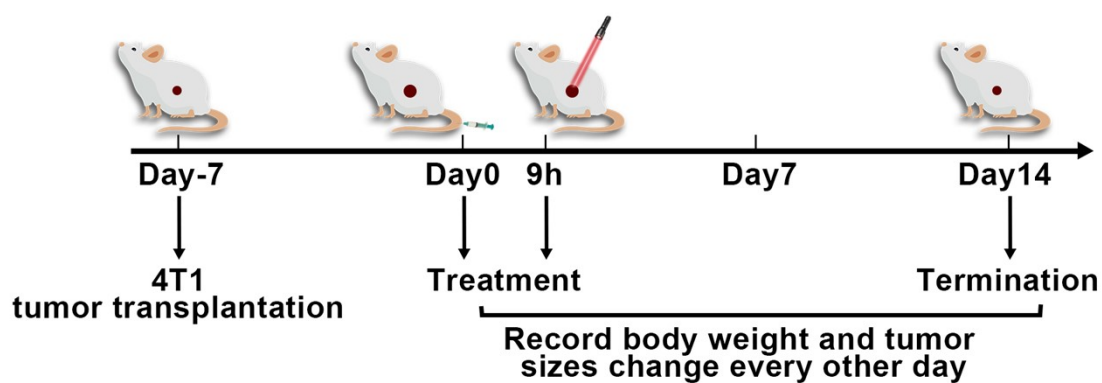 Day-7
Day0
9h
Day7
Day14
4T1
tumor transplantation
Treatment
Termination
Record body weight and tumor
sizes change every other day